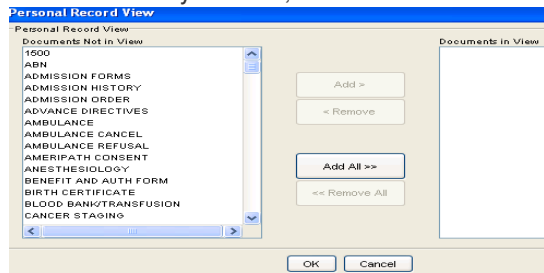 Personal Record View
Personal Record View
Documents Not in View
Documents in View
1500
ABN
ADMISSION FORMS
ADMISSION HISTORY
ADMISSION ORDER
ADVANCE DIRECTIVES
AMBULANCE
AMBULANCE CANCEL
AMBULANCE REFUSAL
AMERIPATH CONSENT
ANESTHESIOLOGY
BENEFIT AND AUTH FORM
BIRTH CERTIFICATE
BLOOD BANK/TRANSFUSION
CANCER STAGING
Add >
< Remove
Add All >>
<< Remove All
OK Cancel